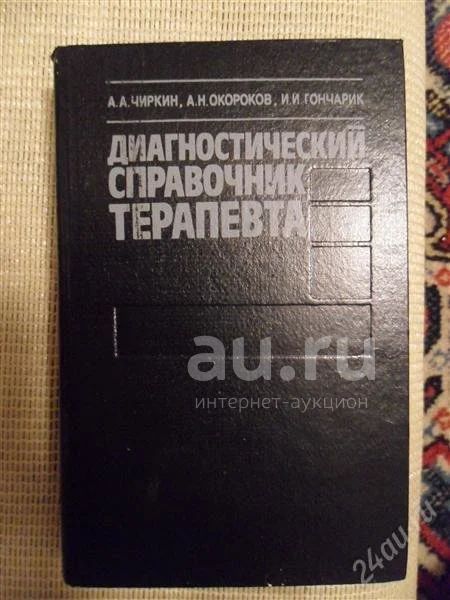 А.А.ЧИРКИН, А.Н.ОКОРОКОВ, И.И.ГОНЧАРИК
ДИАГНОСТИЧЕСКИЙ
СПРАВОЧНИК
ТЕРАПЕВТА
au.ru
интернет-аукцион
24au.ru